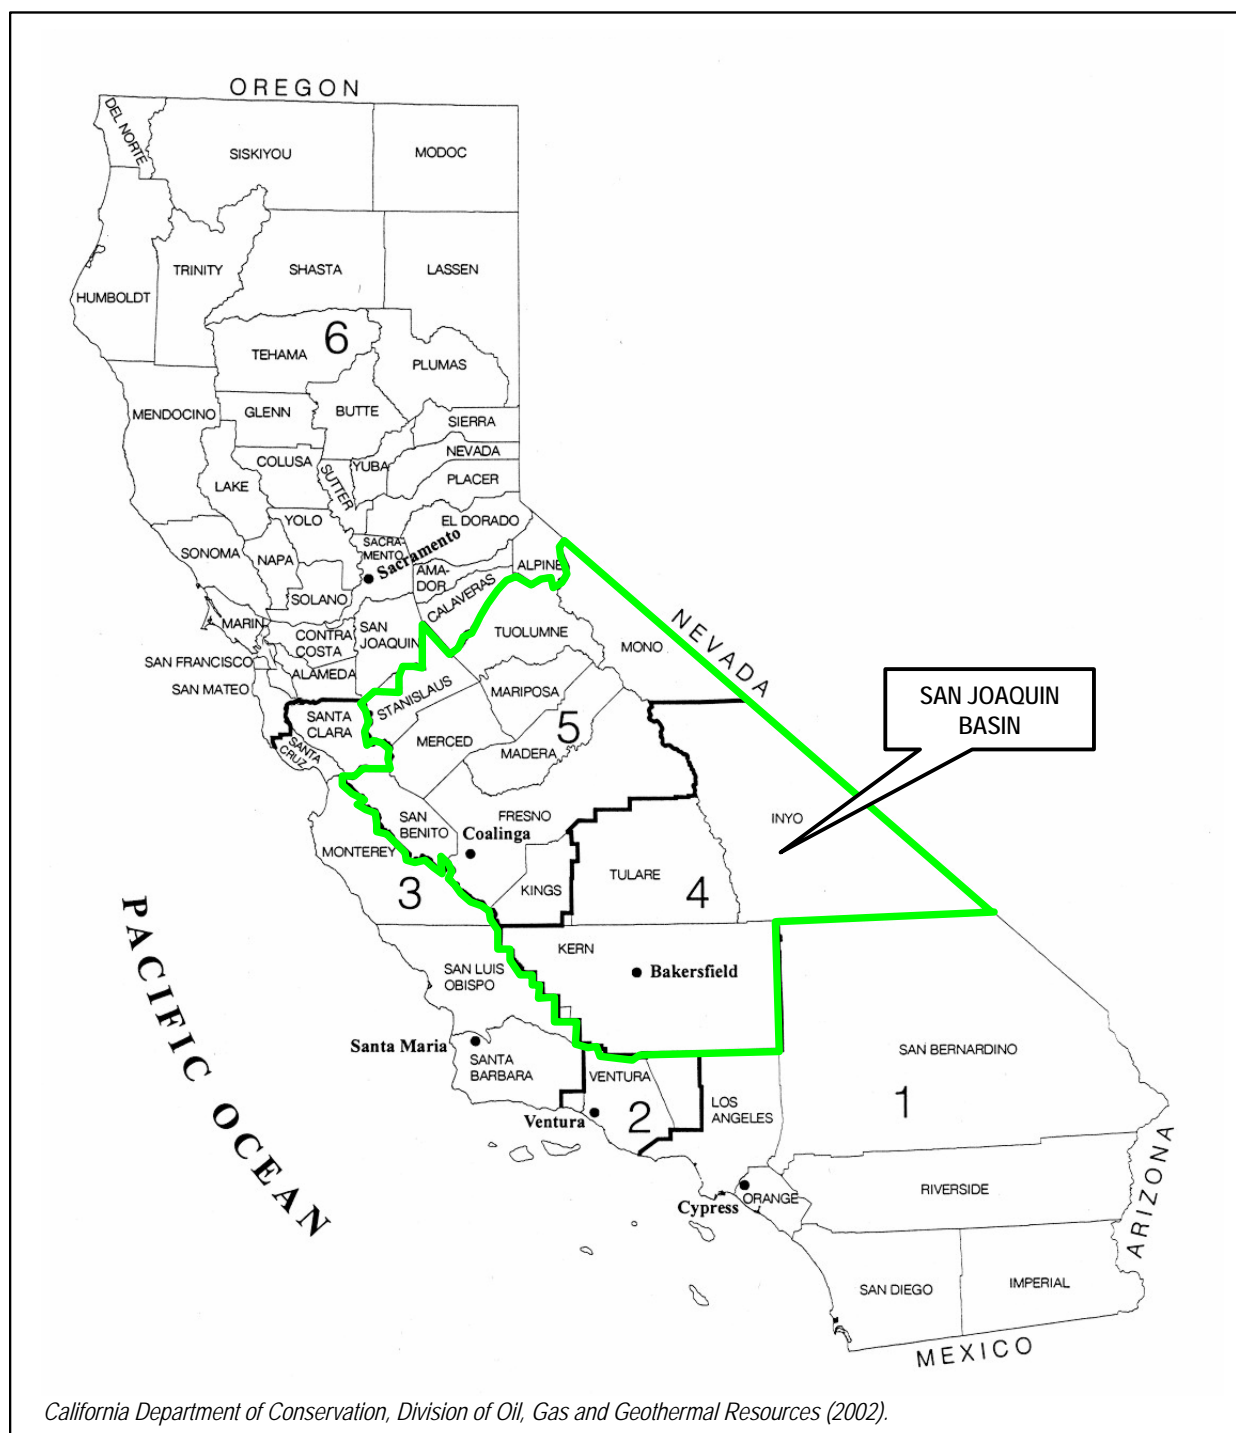 OREGON
DEL NORTE
SISKIYOU
MODOC
TRINITY
SHASTA
LASSEN
HUMBOLDT
6
TEHAMA
PLUMAS
MENDOCINO
GLENN
BUTTE
SIERRA
COLUSA
YUBA
NEVADA
SUTTER
PLACER
LAKE
YOLO
EL DORADO
SONOMA
NAPA
SACRA-
MENTO
Sacramento
AMA-
DOR
ALPINE
SOLANO
CALAVERAS
MARIN
CONTRA
COSTA
SAN
JOAQUIN
TUOLUMNE
MONO
NEVADA
SAN FRANCISCO
ALAMEDA
SAN MATEO
STANISLAUS
MARIPOSA
SAN JOAQUIN
BASIN
SANTA
CLARA
5
MERCED
MADERA
SANTA
CRUZ
SAN
BENITO
FRESNO
INYO
Coalinga
MONTEREY
3
KINGS
TULARE
4
PACIFIC OCEAN
KERN
SAN LUIS
OBISPO
Bakersfield
Santa Maria
SANTA
BARBARA
VENTURA
SAN BERNARDINO
1
LOS
ANGELES
Ventura
2
ARIZONA
Cypress
ORANGE
RIVERSIDE
SAN DIEGO
IMPERIAL
MEXICO
California Department of Conservation, Division of Oil, Gas and Geothermal Resources (2002).